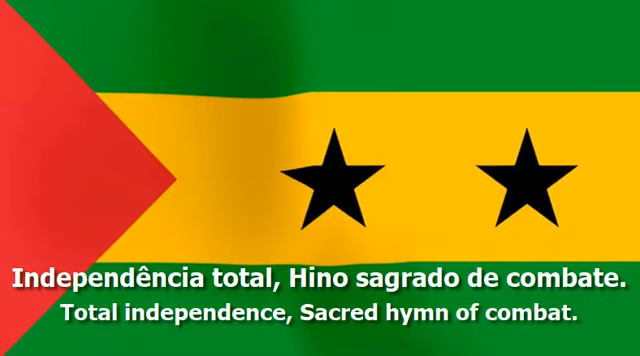 Independência total, Hino sagrado de combate.
Total independence, Sacred hymn of combat.